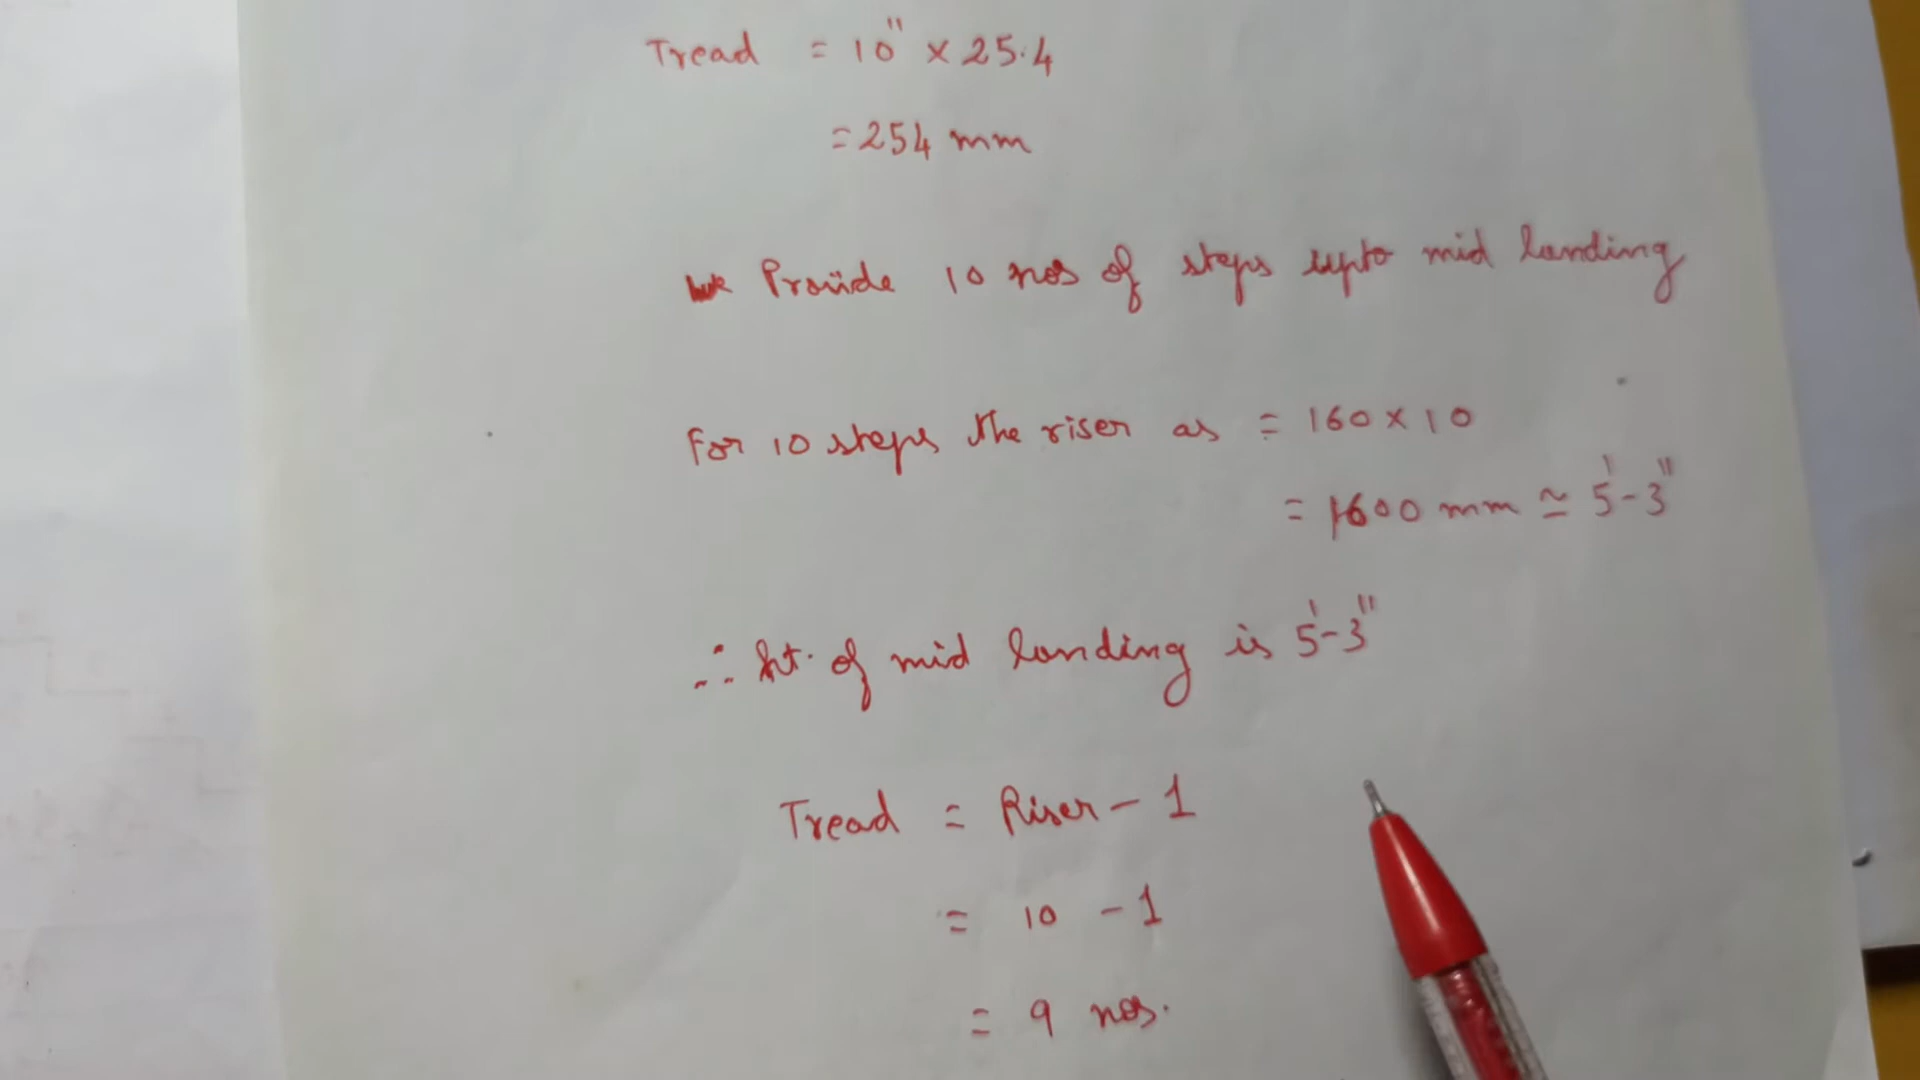 Tread = 10" × 25.4
= 254 mm
we Provide 10 nos of steps upto mid landing
For 10 steps the riser as = 160 × 10
= 1600 mm ≃ 5'-3"
∴ ht. of mid landing is 5'-3"
Tread = Riser - 1
= 10 - 1
= 9 nos.